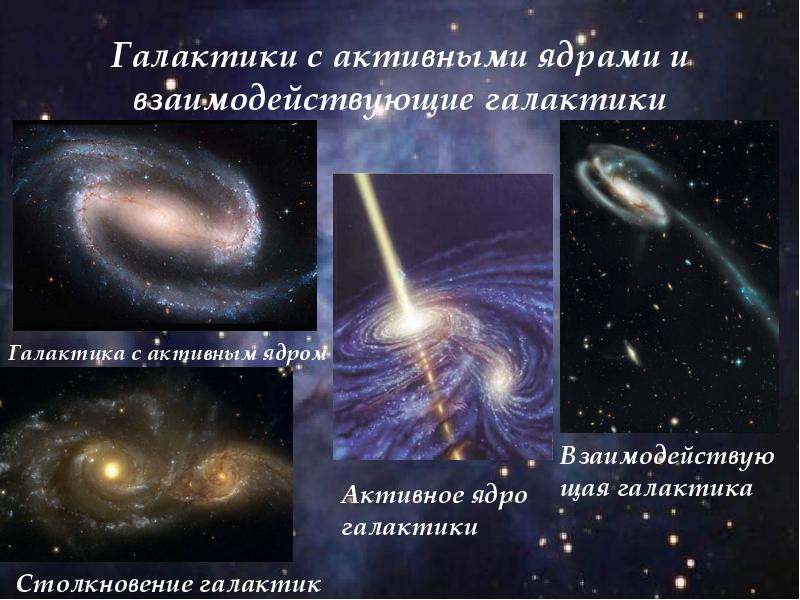 Галактики с активными ядрами и
взаимодействующие галактики
Галактика с активным ядром
Столкновение галактик
Активное ядро
галактики
Взаимодействую
щая галактика